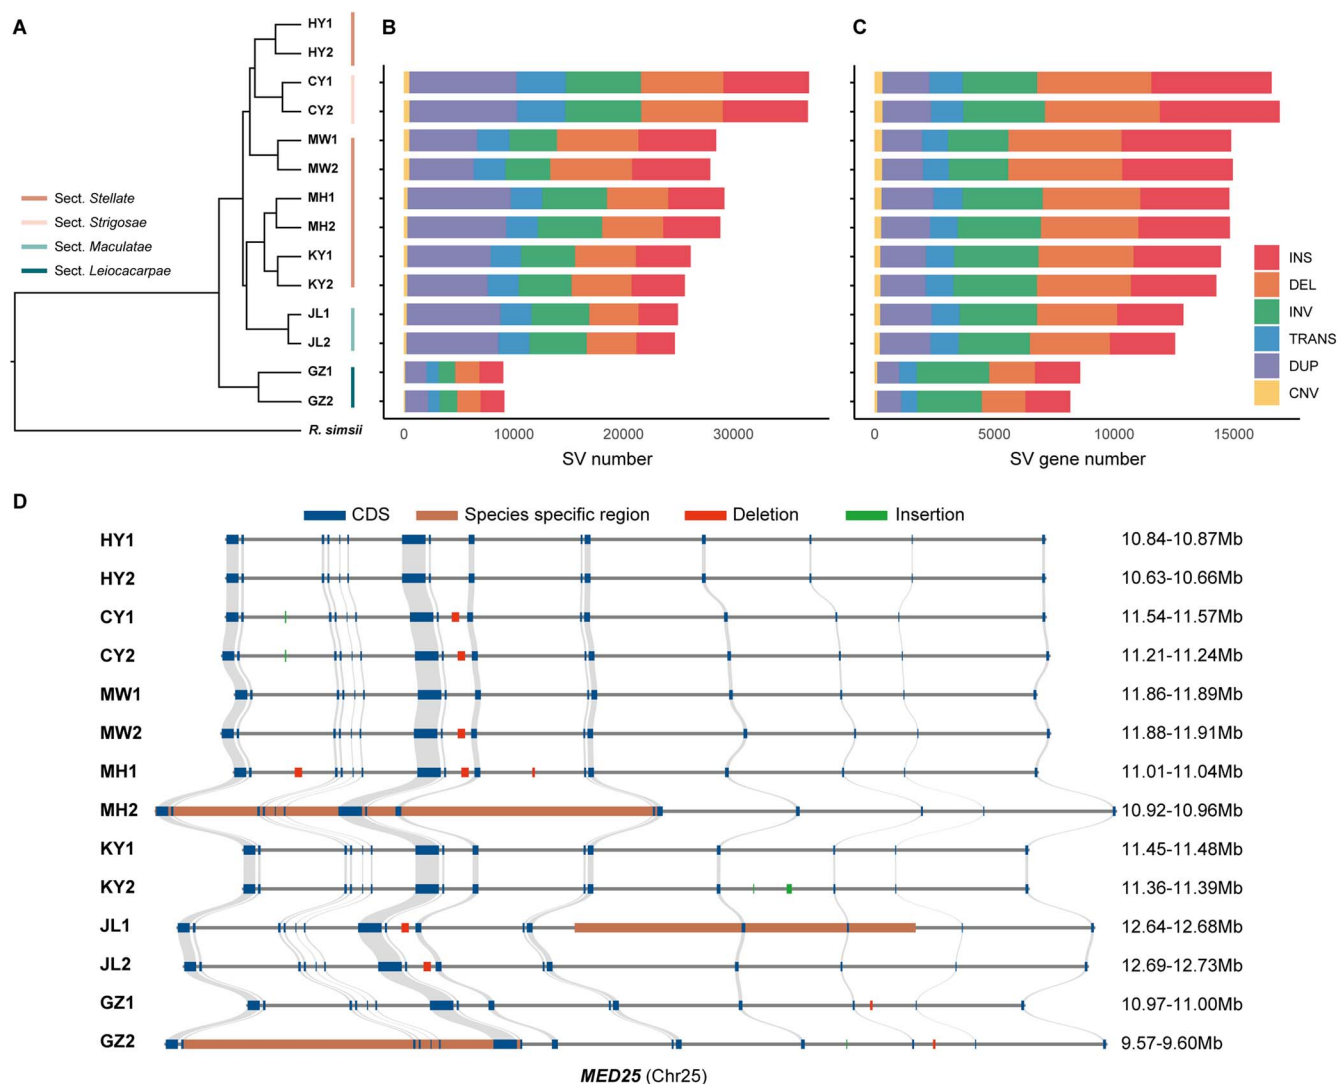 A
B
C
HY1
HY2
CY1
CY2
MW1
MW2
MH1
MH2
KY1
KY2
JL1
JL2
GZ1
GZ2
R. simsii
Sect. Stellate
Sect. Strigosae
Sect. Maculatae
Sect. Leiocacarpae
0 10000 20000 30000
SV number
0 5000 10000 15000
SV gene number
INS
DEL
INV
TRANS
DUP
CNV
D
CDS Species specific region Deletion Insertion
HY1 10.84-10.87Mb
HY2 10.63-10.66Mb
CY1 11.54-11.57Mb
CY2 11.21-11.24Mb
MW1 11.86-11.89Mb
MW2 11.88-11.91Mb
MH1 11.01-11.04Mb
MH2 10.92-10.96Mb
KY1 11.45-11.48Mb
KY2 11.36-11.39Mb
JL1 12.64-12.68Mb
JL2 12.69-12.73Mb
GZ1 10.97-11.00Mb
GZ2 9.57-9.60Mb
MED25 (Chr25)